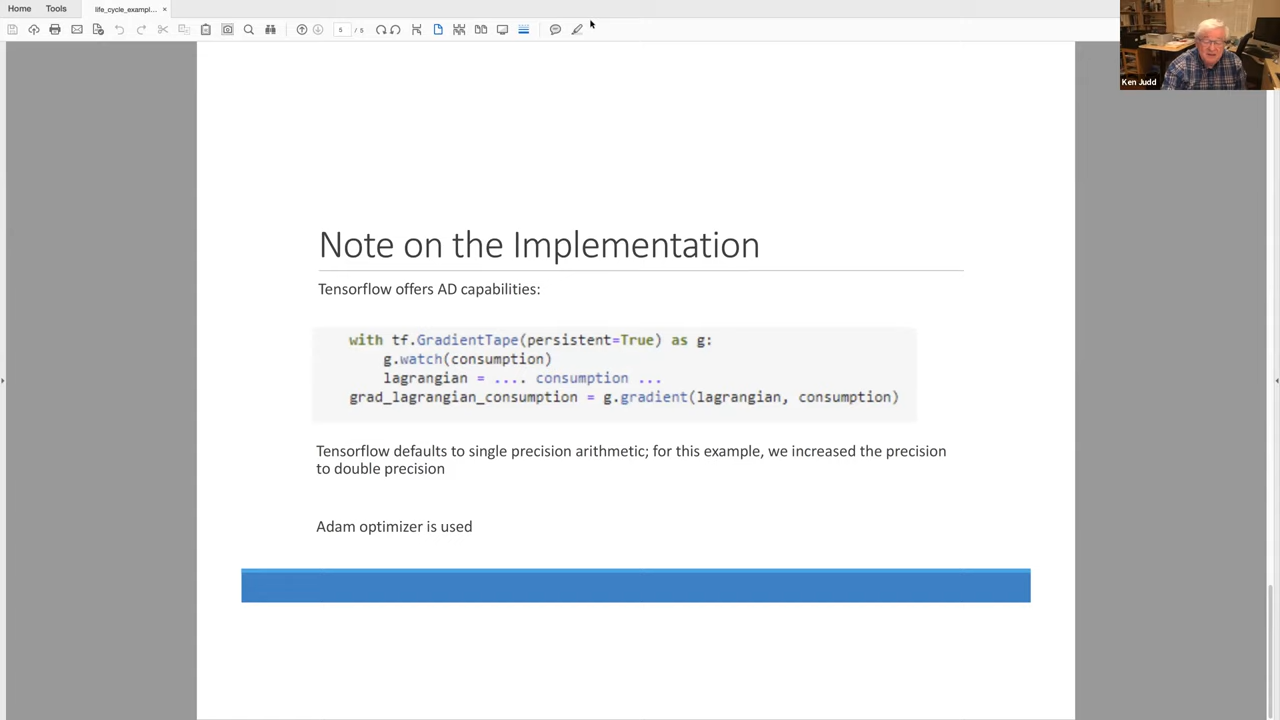 Home Tools life_cycle_exampl... ×
5 / 5
Ken Judd
Note on the Implementation
Tensorflow offers AD capabilities:
with tf.GradientTape(persistent=True) as g:
g.watch(consumption)
lagrangian = .... consumption ...
grad_lagrangian_consumption = g.gradient(lagrangian, consumption)
Tensorflow defaults to single precision arithmetic; for this example, we increased the precision
to double precision
Adam optimizer is used